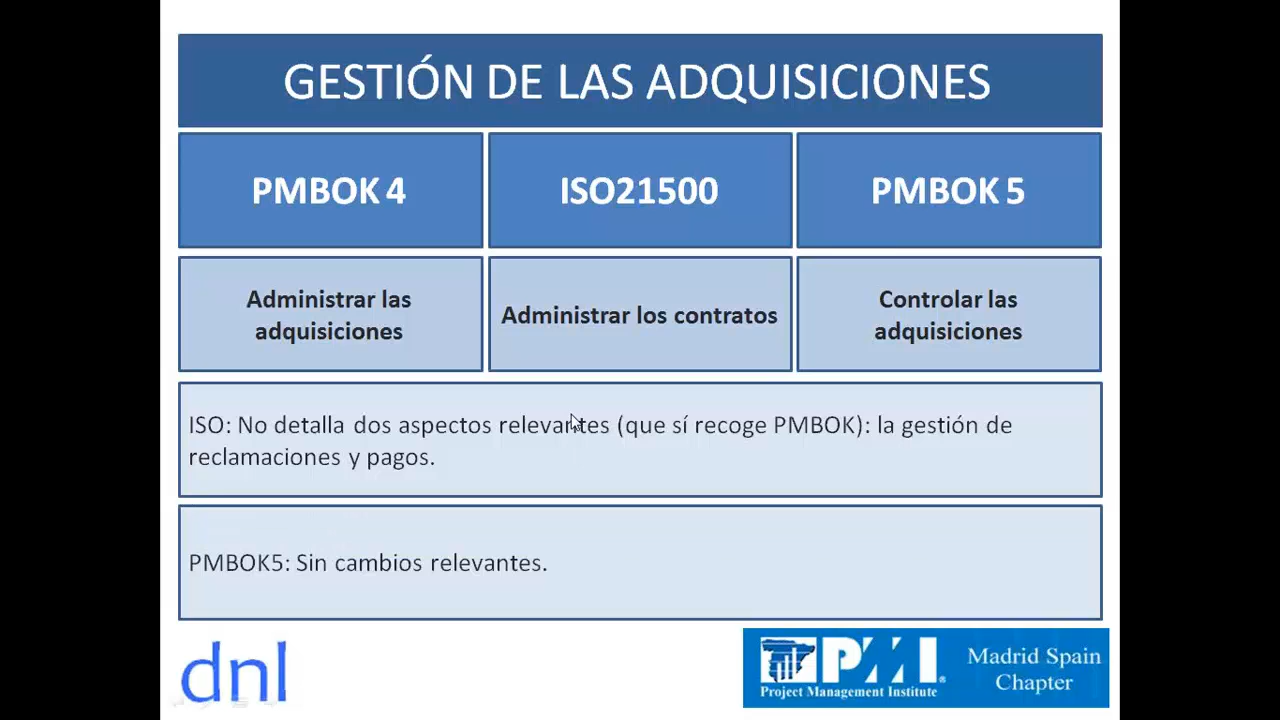 GESTIÓN DE LAS ADQUISICIONES
PMBOK 4
ISO21500
PMBOK 5
Administrar las
adquisiciones
Administrar los contratos
Controlar las
adquisiciones
ISO: No detalla dos aspectos relevantes (que sí recoge PMBOK): la gestión de
reclamaciones y pagos.
PMBOK5: Sin cambios relevantes.
dnl
PMI®
Project Management Institute
Madrid Spain
Chapter